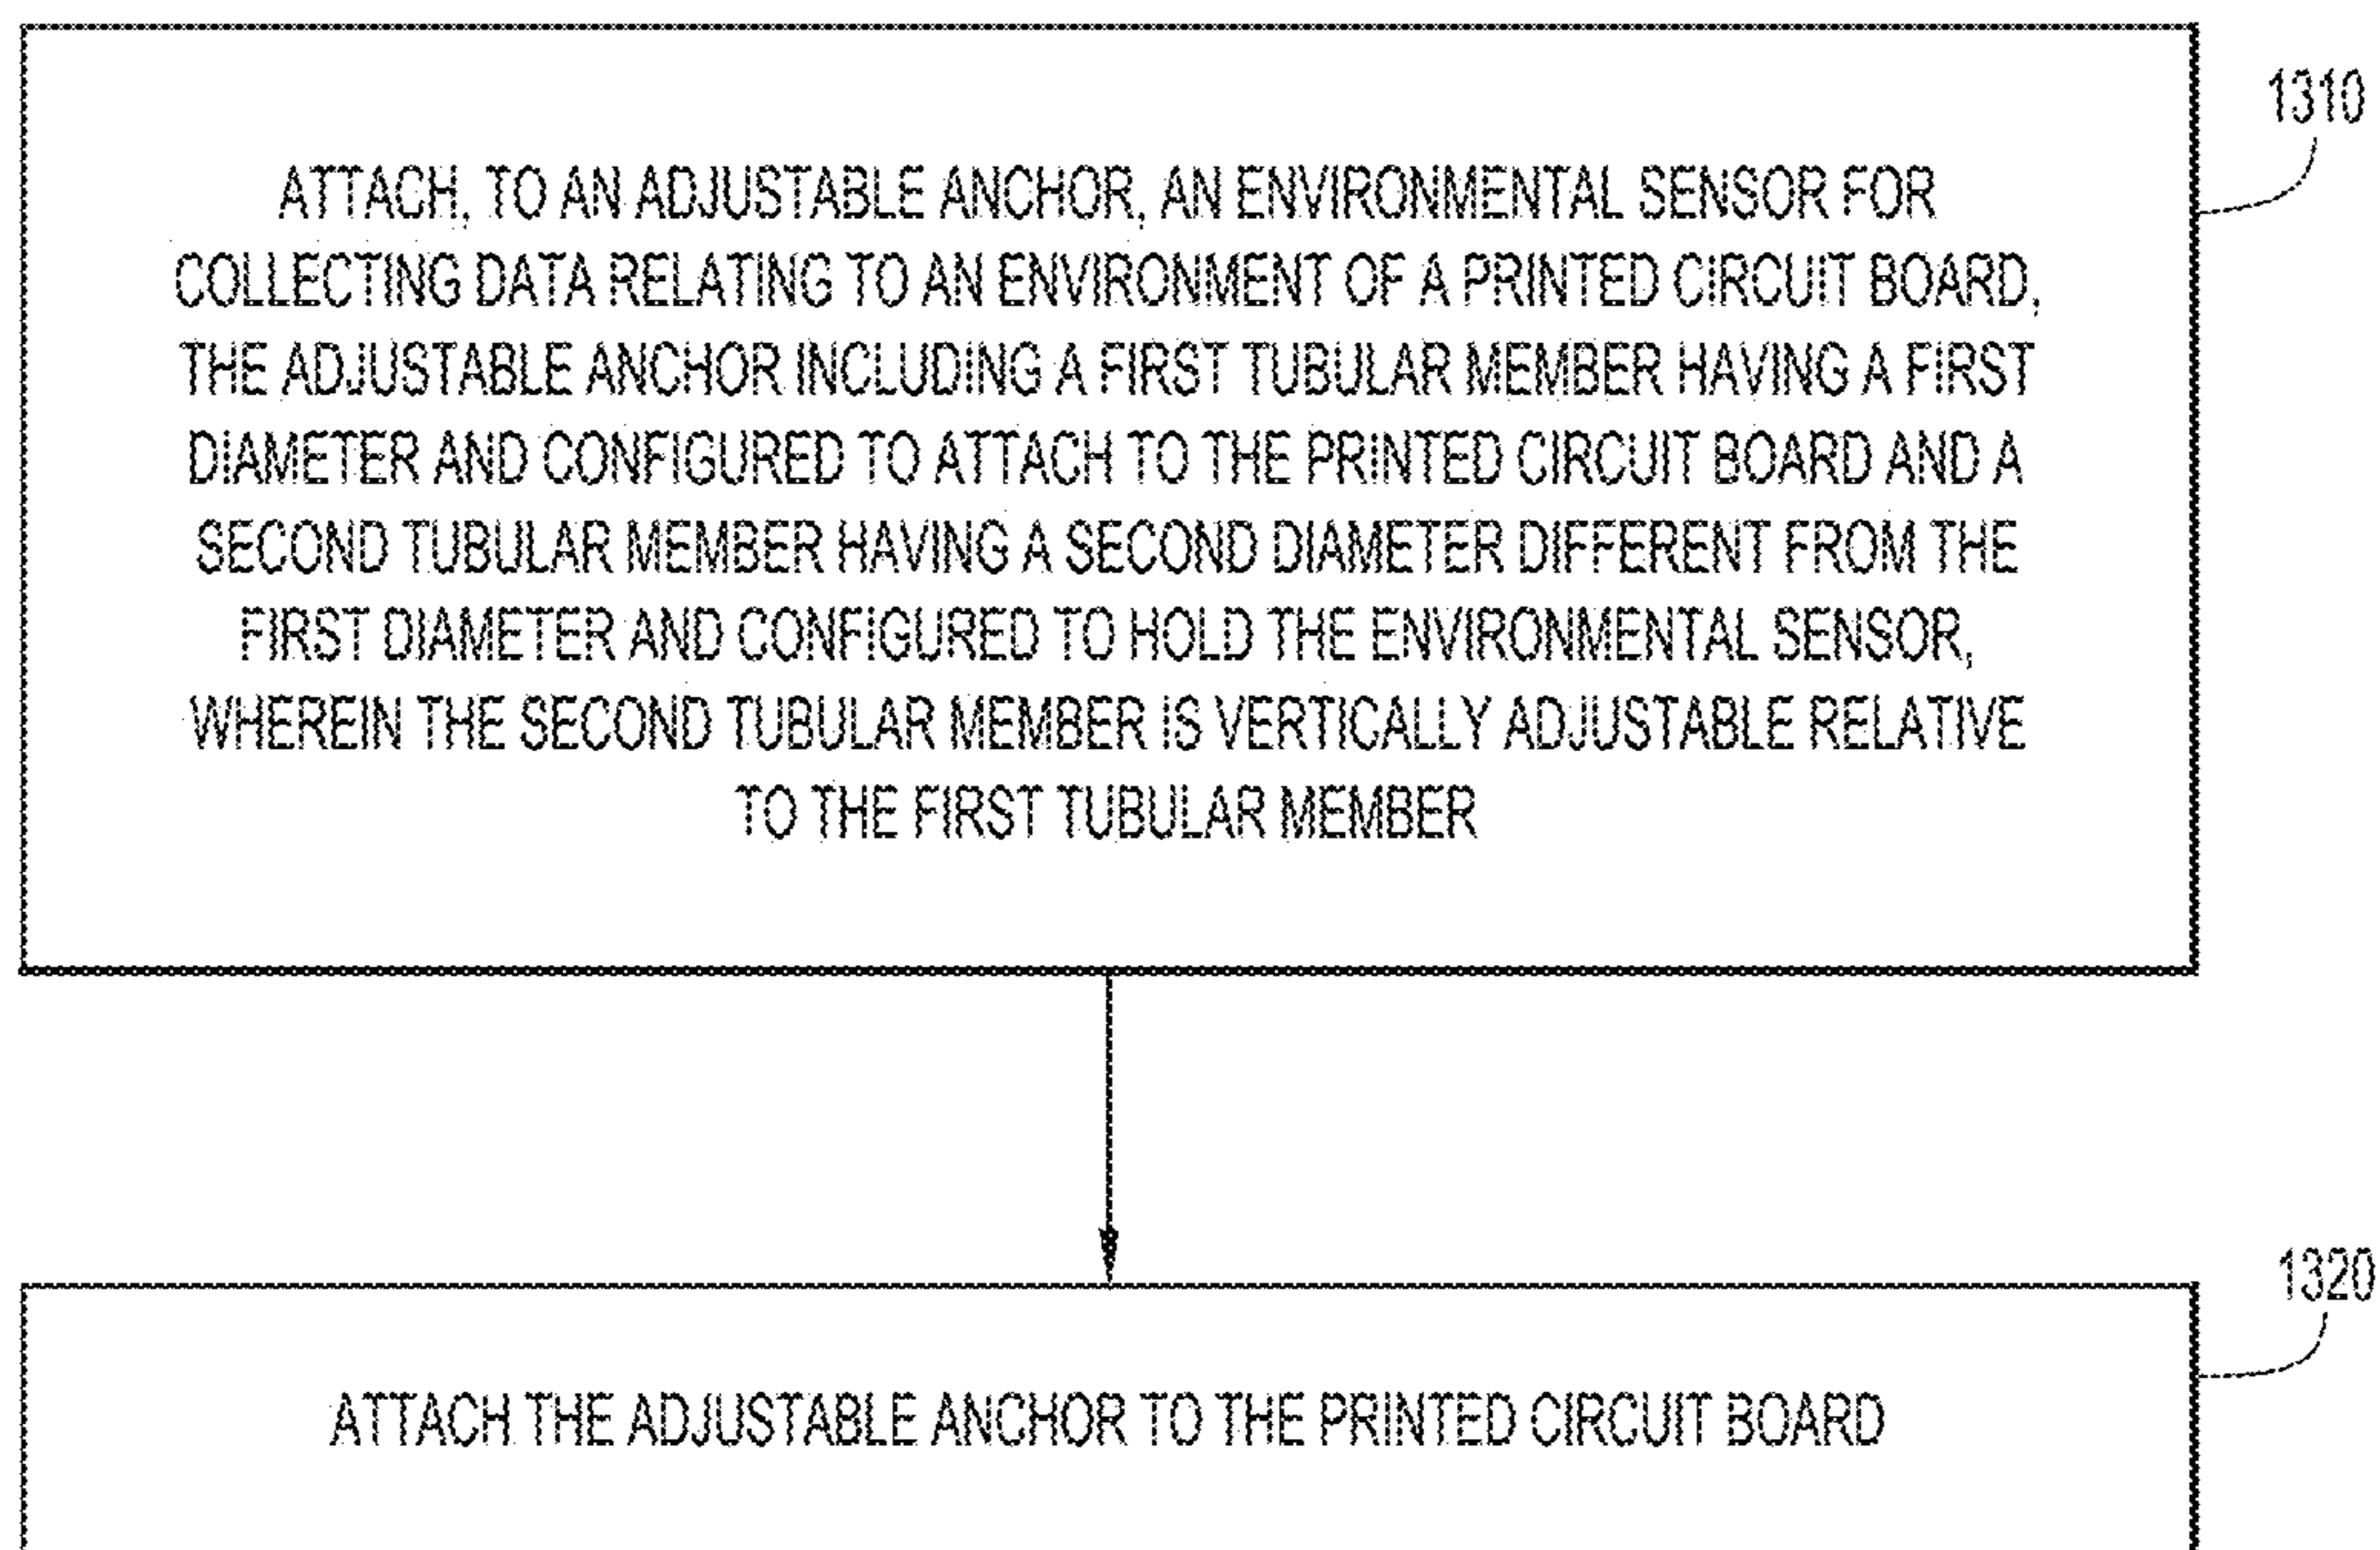 1310
ATTACH, TO AN ADJUSTABLE ANCHOR, AN ENVIRONMENTAL SENSOR FOR
COLLECTING DATA RELATING TO AN ENVIRONMENT OF A PRINTED CIRCUIT BOARD,
THE ADJUSTABLE ANCHOR INCLUDING A FIRST TUBULAR MEMBER HAVING A FIRST
DIAMETER AND CONFIGURED TO ATTACH TO THE PRINTED CIRCUIT BOARD AND A
SECOND TUBULAR MEMBER HAVING A SECOND DIAMETER DIFFERENT FROM THE
FIRST DIAMETER AND CONFIGURED TO HOLD THE ENVIRONMENTAL SENSOR,
WHEREIN THE SECOND TUBULAR MEMBER IS VERTICALLY ADJUSTABLE RELATIVE
TO THE FIRST TUBULAR MEMBER
1320
ATTACH THE ADJUSTABLE ANCHOR TO THE PRINTED CIRCUIT BOARD